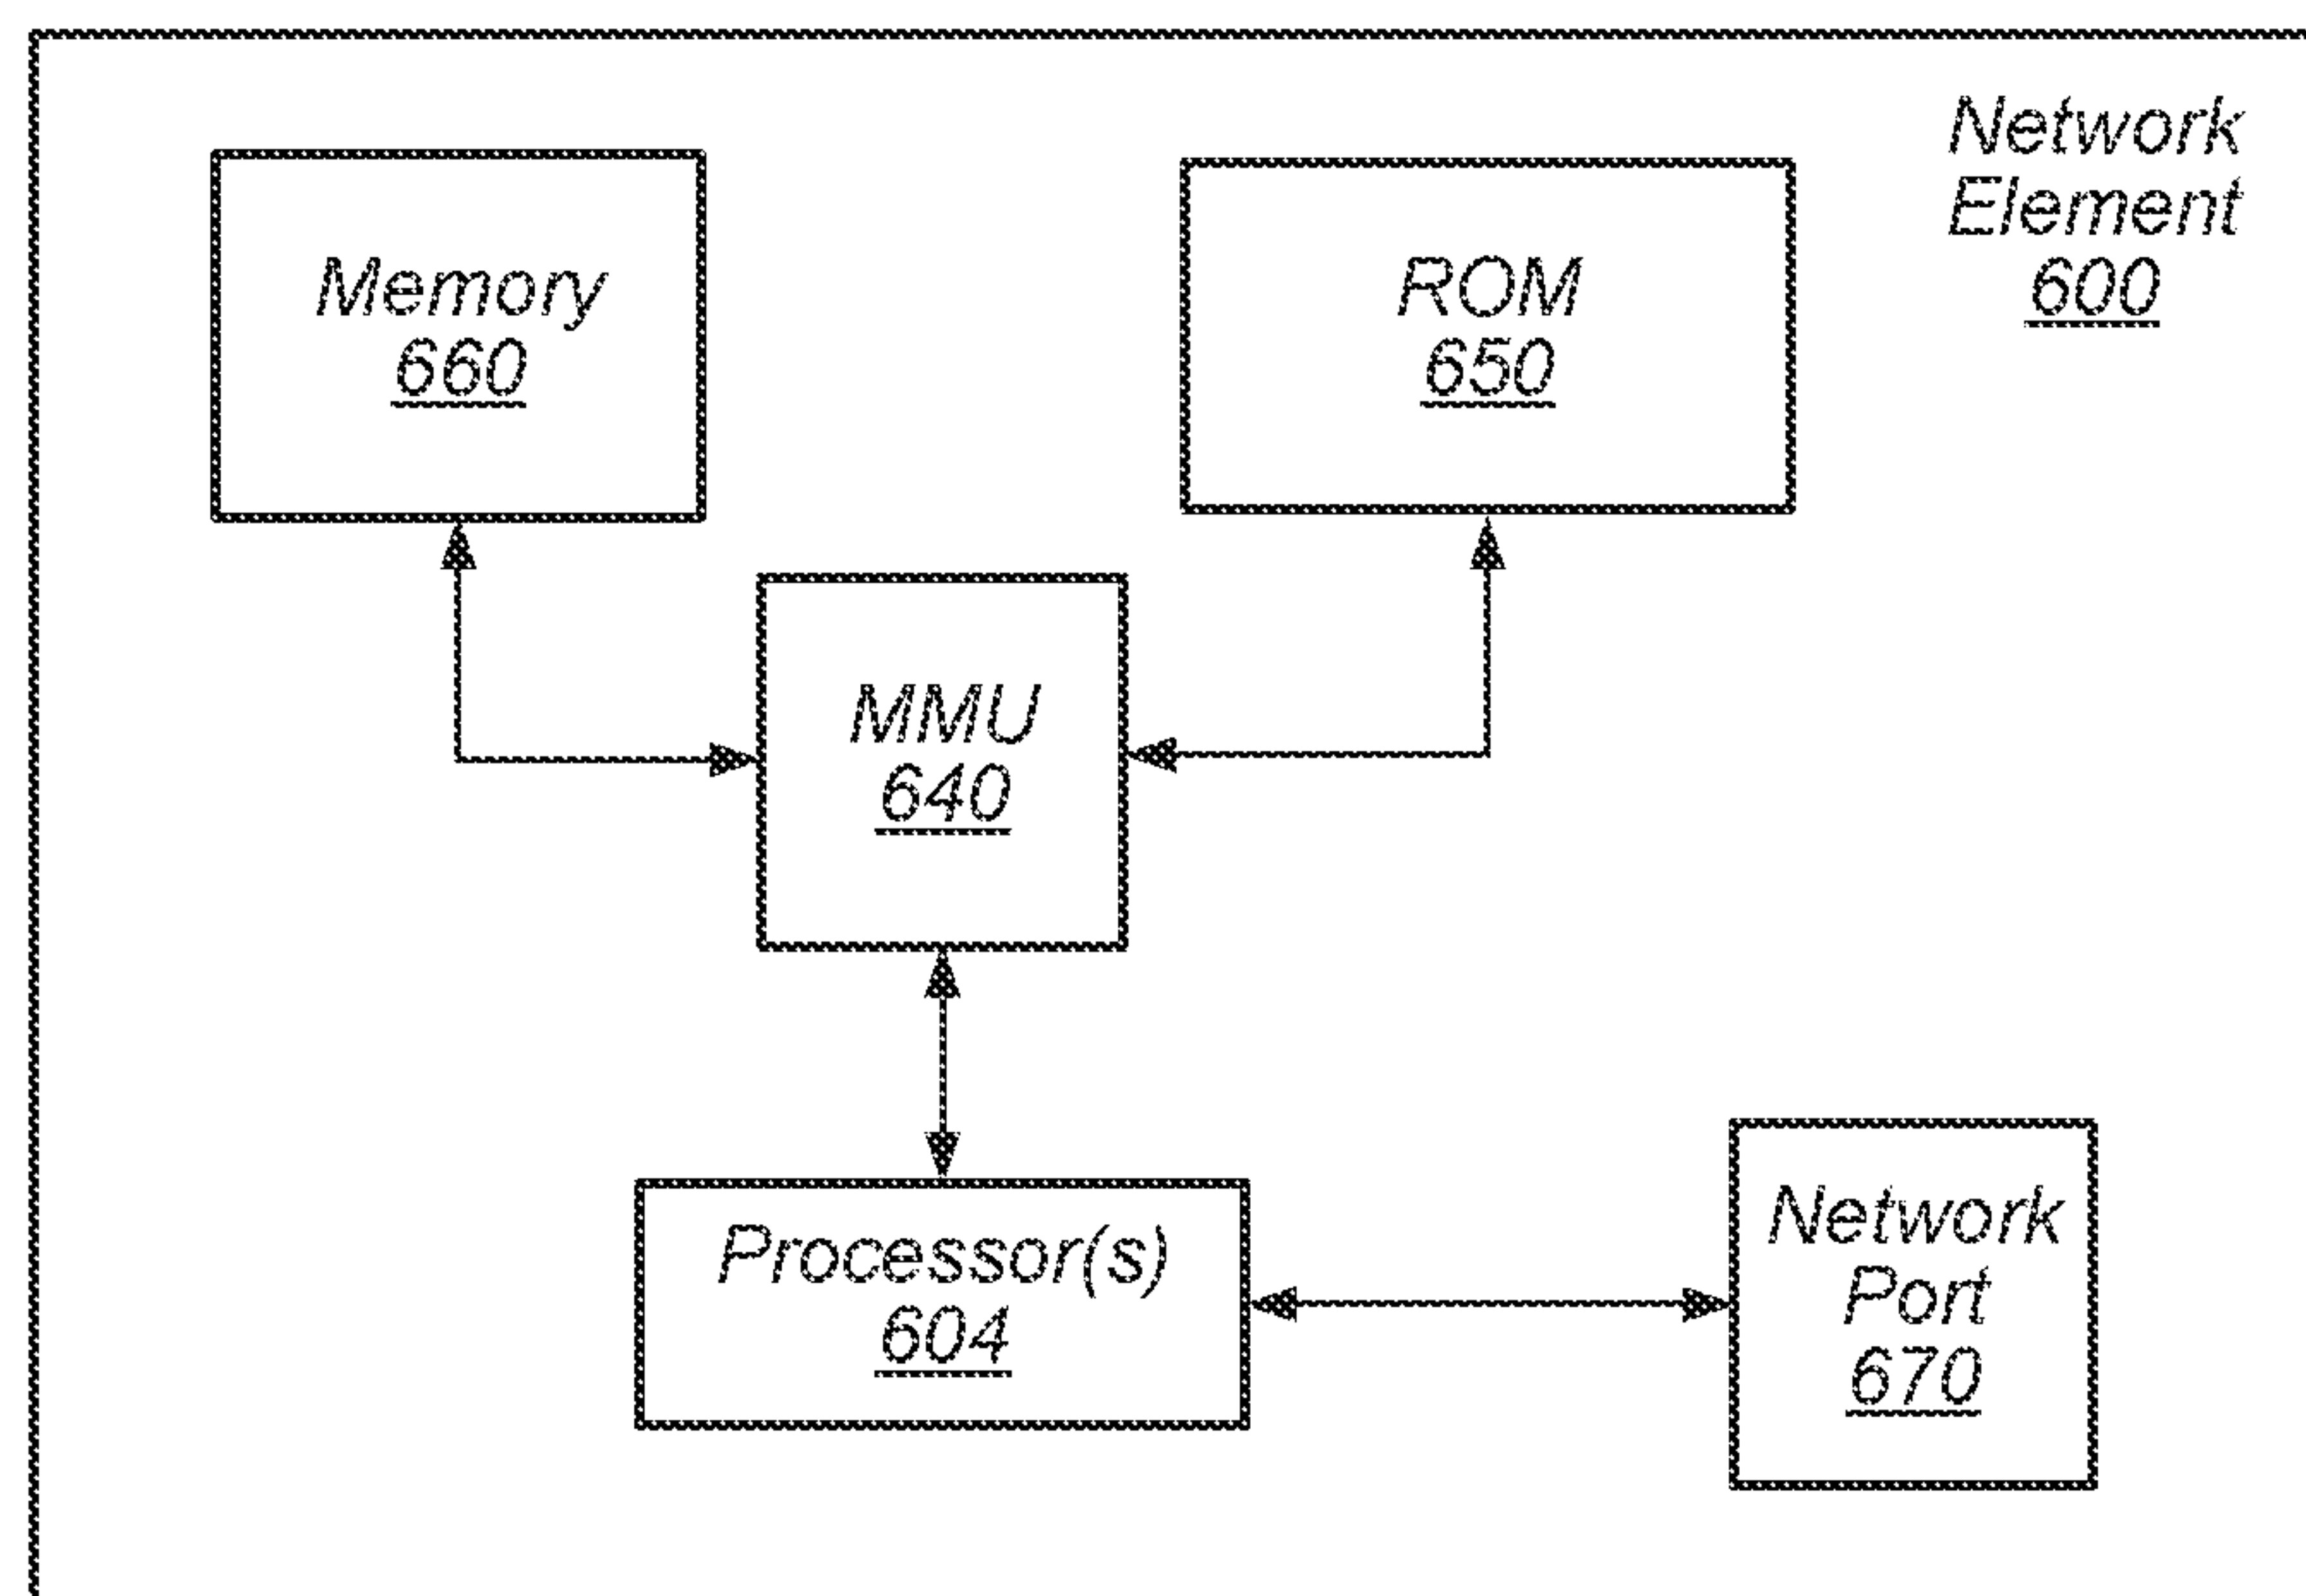 Network
Element
600
Memory
660
ROM
650
MMU
640
Processor(s)
604
Network
Port
670